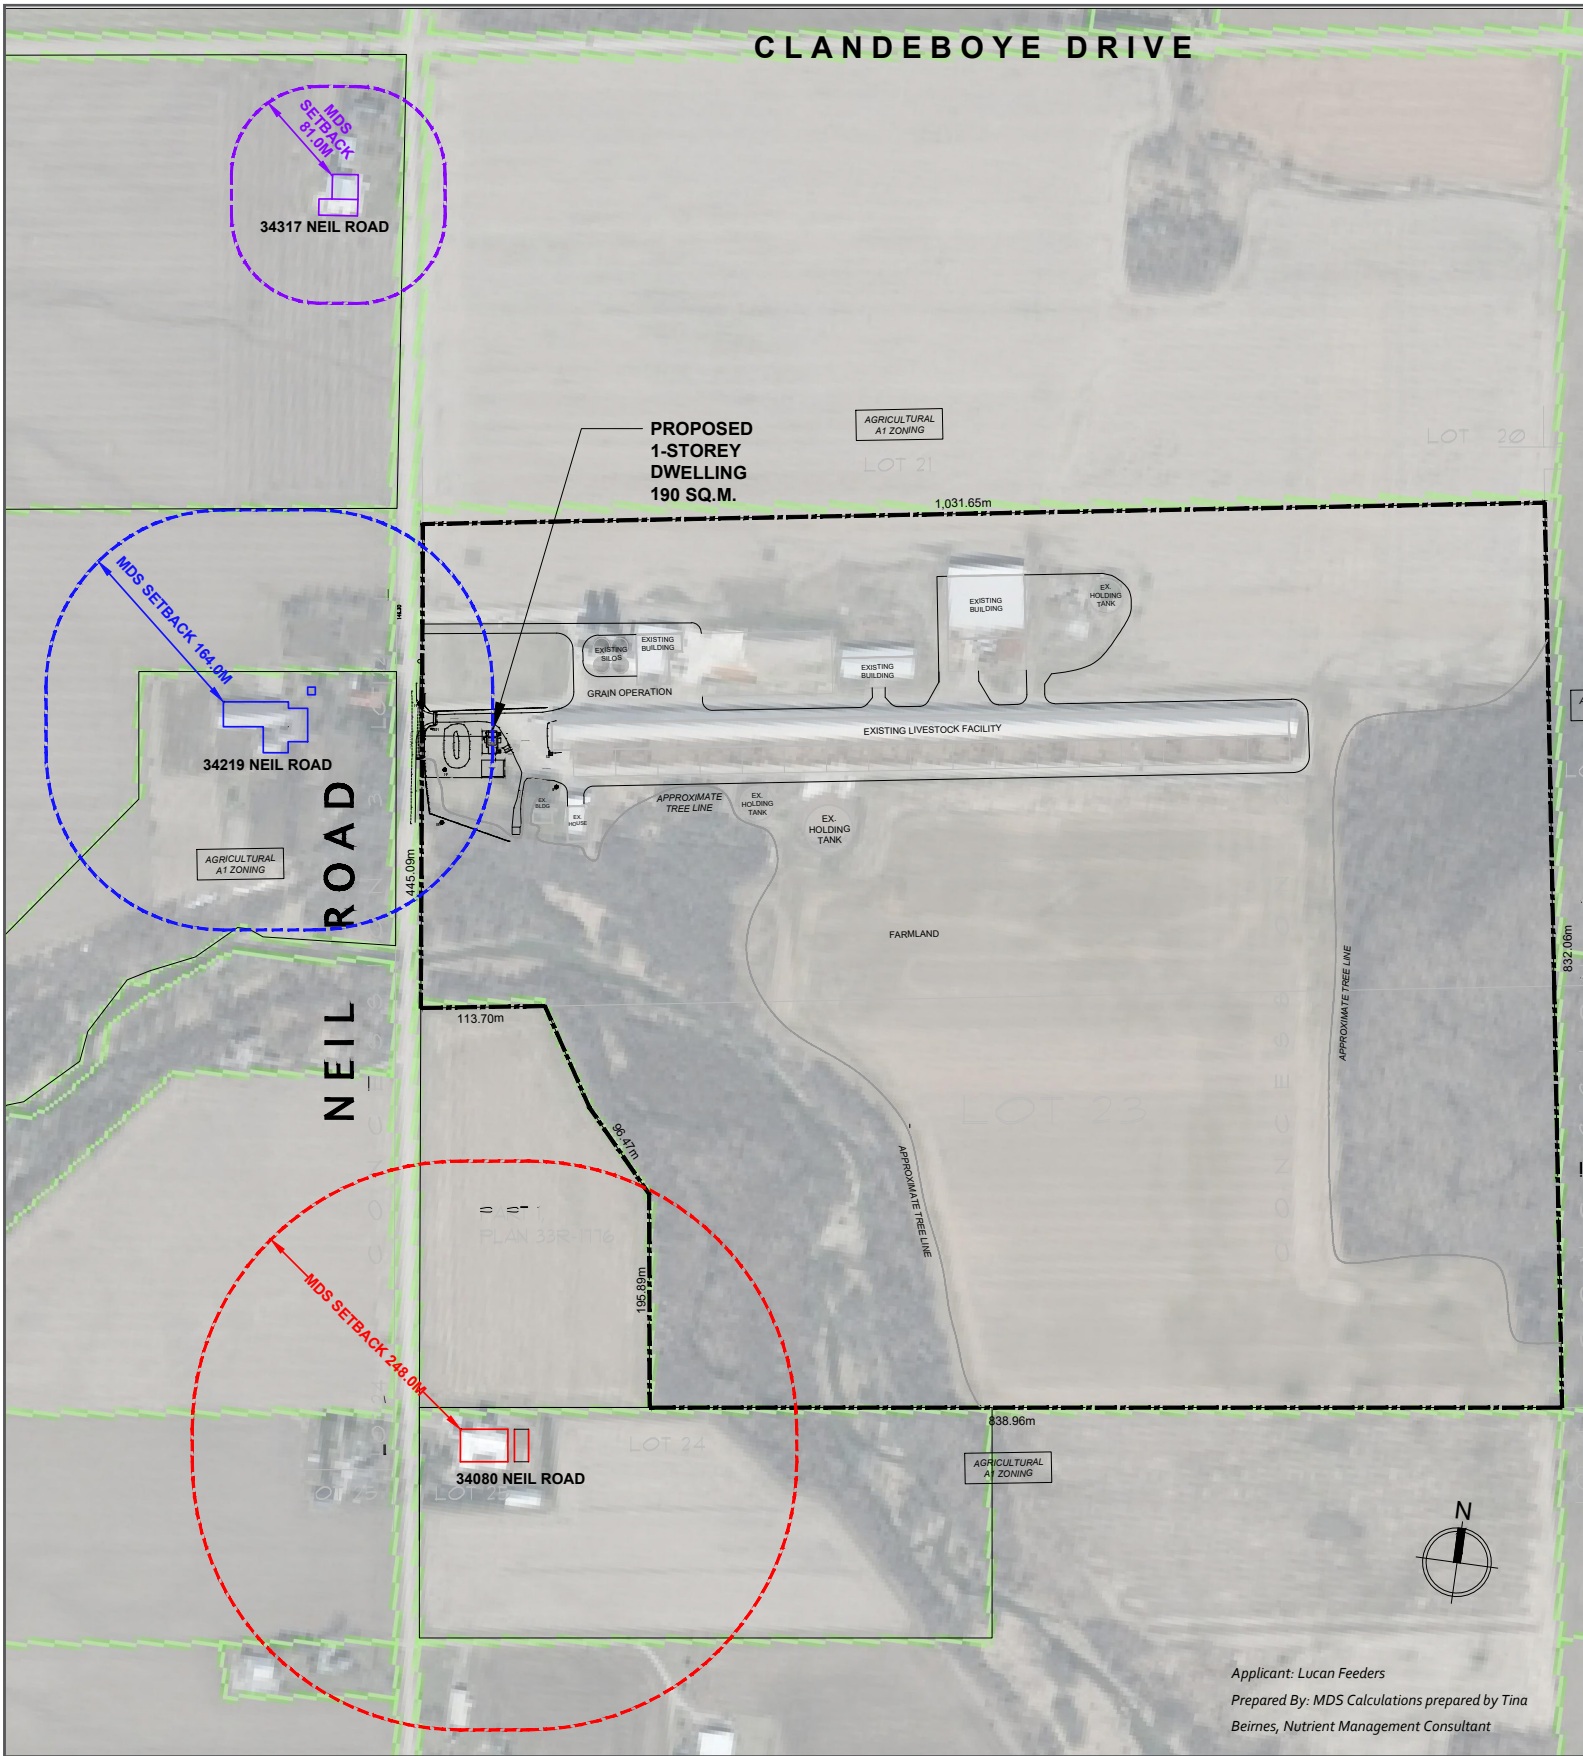 CLANDEBOYE DRIVE
MDS
SETBACK
81.0M
34317 NEIL ROAD
PROPOSED
1-STOREY
DWELLING
190 SQ.M.
AGRICULTURAL
A1 ZONING
LOT 20
LOT 21
1,031.65m
MDS SETBACK 164.0M
EXISTING
BUILDING
EX.
HOLDING
TANK
EXISTING
SILOS
EXISTING
BUILDING
EXISTING
BUILDING
GRAIN OPERATION
EXISTING LIVESTOCK FACILITY
34219 NEIL ROAD
EX.
BLDG
EX.
HOUSE
APPROXIMATE
TREE LINE
EX.
HOLDING
TANK
EX.
HOLDING
TANK
AGRICULTURAL
A1 ZONING
445.09m
NEIL ROAD
FARMLAND
832.06m
APPROXIMATE TREE LINE
113.70m
96.47m
APPROXIMATE TREE LINE
195.89m
MDS SETBACK 248.0M
838.96m
LOT 24
AGRICULTURAL
A1 ZONING
34080 NEIL ROAD
N
Applicant: Lucan Feeders
Prepared By: MDS Calculations prepared by Tina
Beirnes, Nutrient Management Consultant